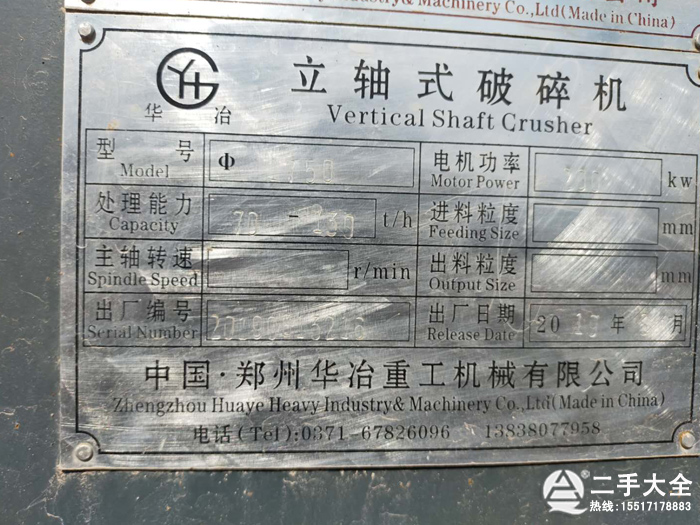 Industry& Machinery Co.,Ltd(Made in China)
华冶
立轴式破碎机
Vertical Shaft Crusher
型号 Φ 电机功率 kw
Model Motor Power
处理能力 70 - t/h 进料粒度 mm
Capacity Feeding Size
主轴转速 r/min 出料粒度 mm
Spindle Speed Output Size
出厂编号 出厂日期 20 年 月
Serial Number Release Date
中国·郑州华冶重工机械有限公司
Zhengzhou Huaye Heavy Industry& Machinery Co.,Ltd(Made in China)
电话(Tel):0371-67826096 13838077958
二手大全
热线:15517178883